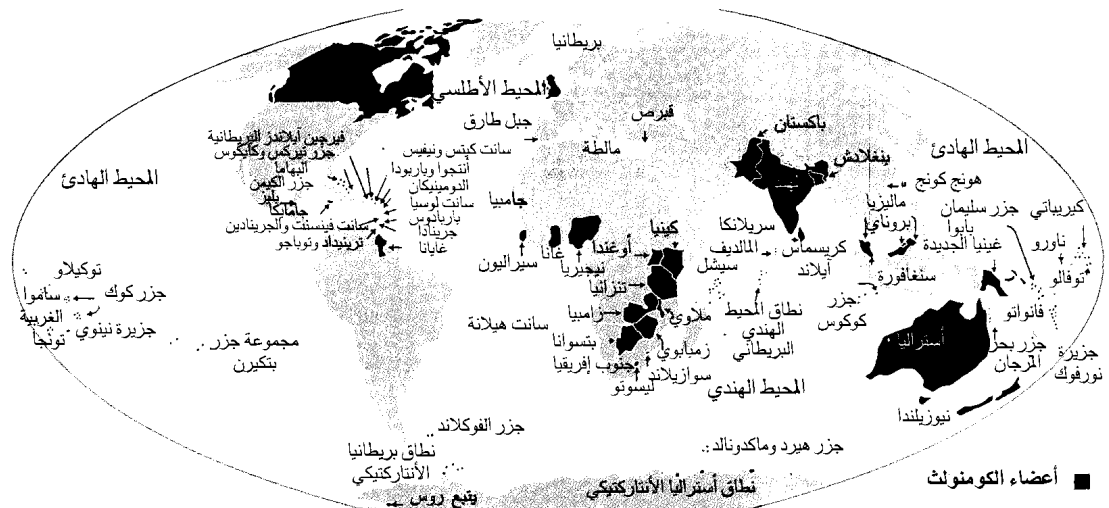 بريطانيا
المحيط الأطلسي
جبل طارق
قبرص
مالطة
باكستان
بنغلادش
المحيط الهادئ
هونج كونج
فيرجين آيلاندز البريطانية
جزر تيركس وكايكوس
البهاما
جزر الكيمن
بليز
جامايكا
سانت كيتس ونيفيس
أنتجوا وباربودا
الدومينيكان
سانت لوسيا
باربادوس
جرينادا
سانت فينسنت والجرينادين
ترينيداد وتوباجو
غايانا
المحيط الهادئ
جامبيا
سيراليون
غانا
نيجيريا
أوغندا
كينيا
تنزانيا
زامبيا
ملاوي
بتسوانا
زمبابوي
جنوب إفريقيا
سوازيلاند
ليسوتو
سانت هيلانة
سريلانكا
المالديف
سيشل
كريسماس
آيلاند
نطاق المحيط
الهندي
البريطاني
المحيط الهندي
ماليزيا
بروناي
سنغافورة
جزر
كوكوس
جزر سليمان
بابوا
غينيا الجديدة
كيريباتي
ناورو
توفالو
فانواتو
أستراليا
جزر بحر
المرجان
جزيرة
نورفوك
نيوزيلندا
توكيلاو
ساموا
الغربية
تونجا
جزر كوك
جزيرة نينوي
مجموعة جزر
بتكيرن
جزر الفوكلاند
نطاق بريطانيا
الأنتاركتيكي
جزر هيرد وماكدونالد
نطاق أستراليا الأنتاركتيكي
يتبع روس
أعضاء الكومنولث